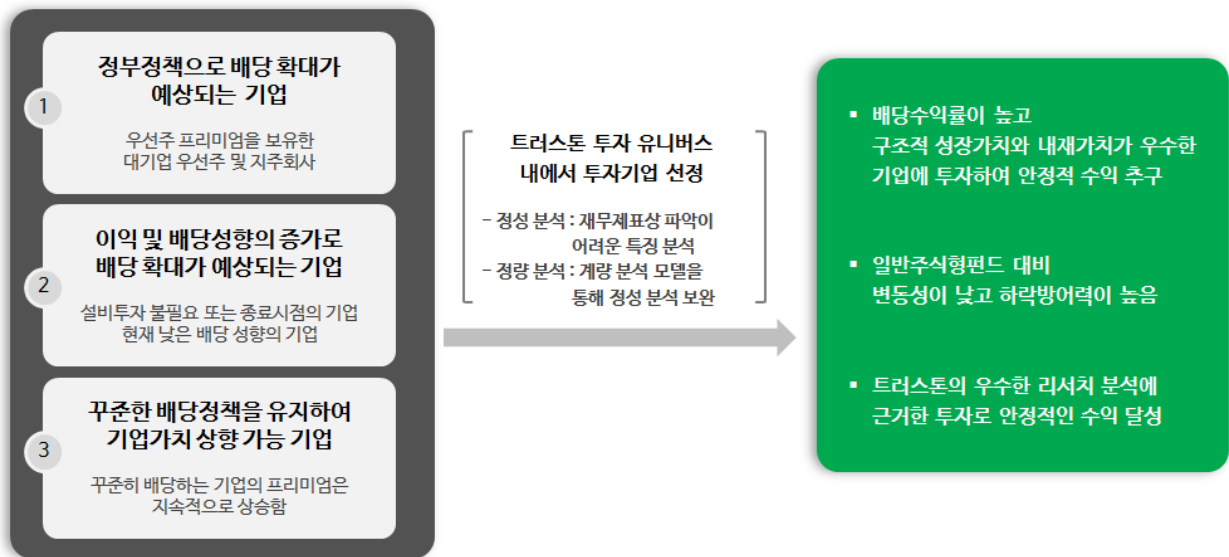 1
정부정책으로 배당 확대가
예상되는 기업
우선주 프리미엄을 보유한
대기업 우선주 및 지주회사
2
이익 및 배당성향의 증가로
배당 확대가 예상되는 기업
설비투자 불필요 또는 종료시점의 기업
현재 낮은 배당 성향의 기업
3
꾸준한 배당정책을 유지하여
기업가치 상향 가능 기업
꾸준히 배당하는 기업의 프리미엄은
지속적으로 상승함
트러스톤 투자 유니버스
내에서 투자기업 선정
- 정성 분석 : 재무제표상 파악이
어려운 특징 분석
- 정량 분석 : 계량 분석 모델을
통해 정성 분석 보완
▪ 배당수익률이 높고
구조적 성장가치와 내재가치가 우수한
기업에 투자하여 안정적 수익 추구
▪ 일반주식형펀드 대비
변동성이 낮고 하락방어력이 높음
▪ 트러스톤의 우수한 리서치 분석에
근거한 투자로 안정적인 수익 달성